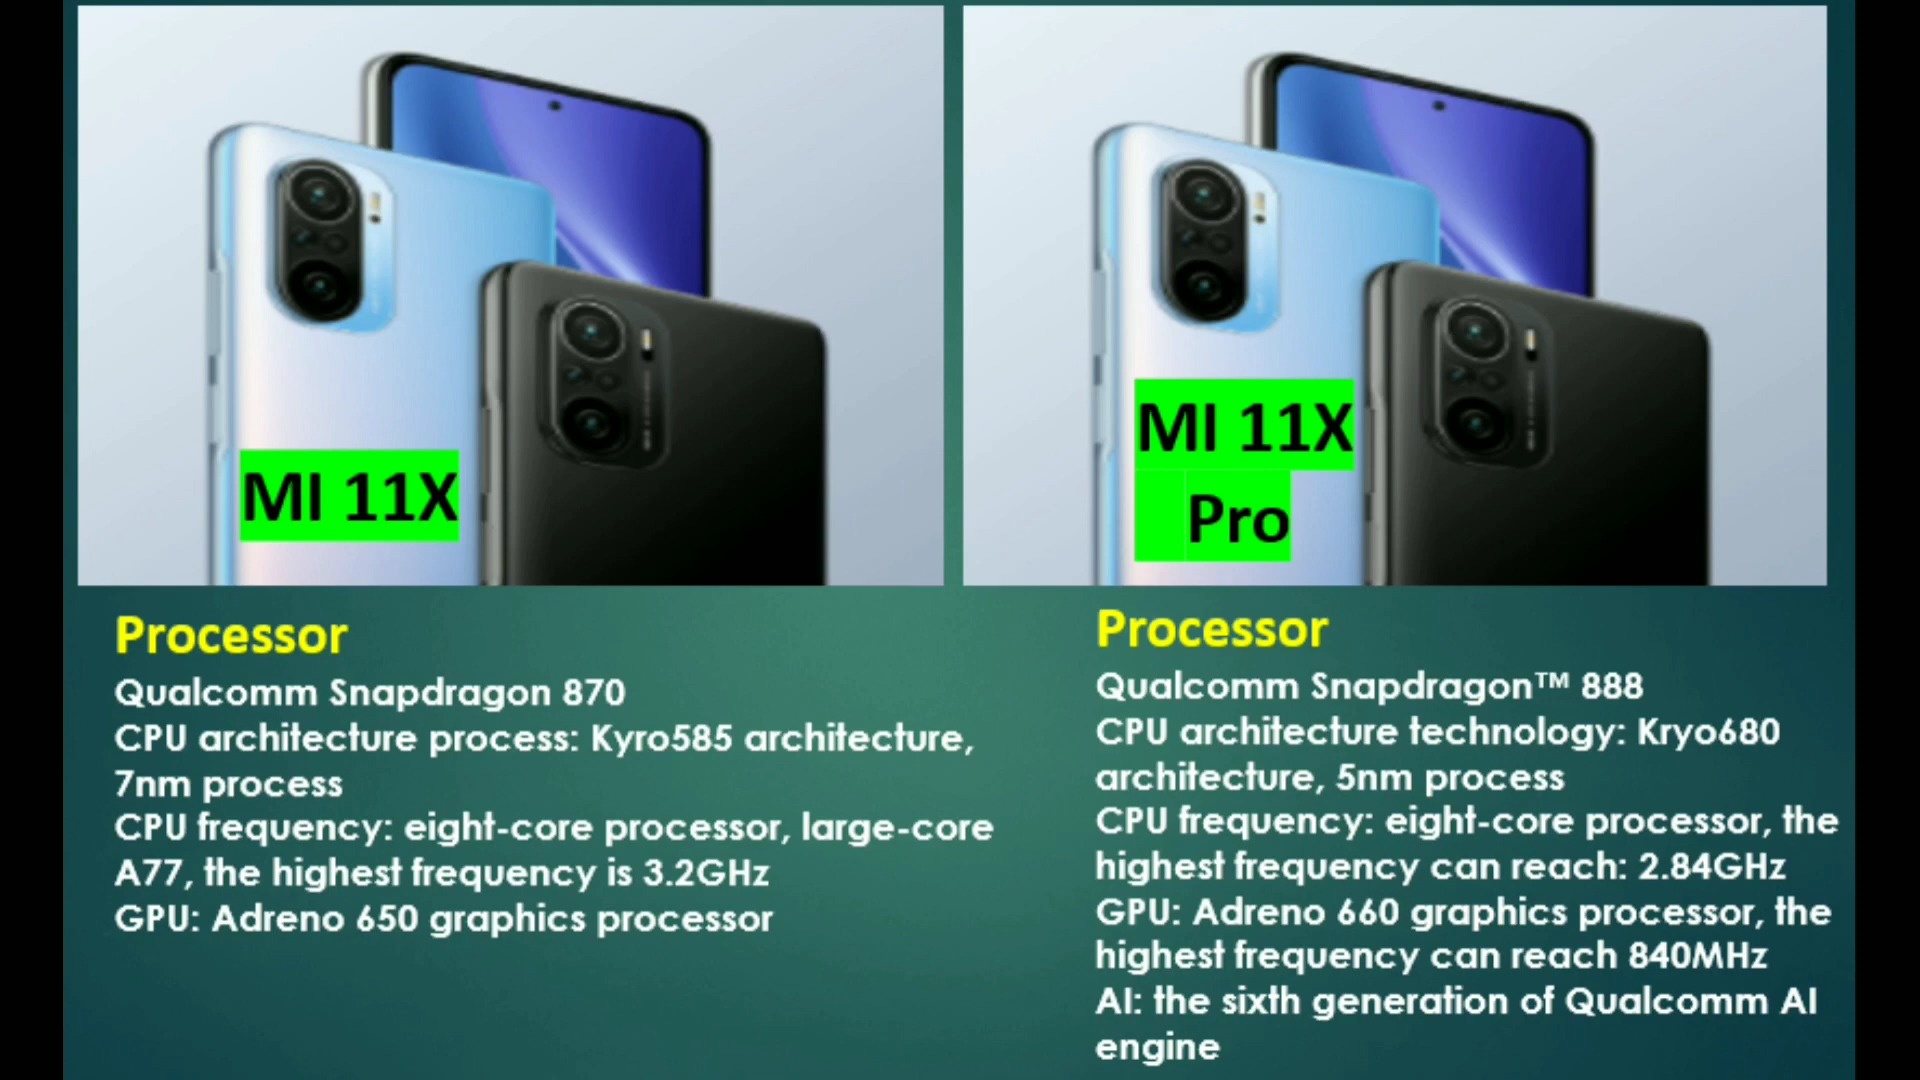 MI 11X
Processor
Qualcomm Snapdragon 870
CPU architecture process: Kyro585 architecture,
7nm process
CPU frequency: eight-core processor, large-core
A77, the highest frequency is 3.2GHz
GPU: Adreno 650 graphics processor
MI 11X
Pro
Processor
Qualcomm Snapdragon™ 888
CPU architecture technology: Kryo680
architecture, 5nm process
CPU frequency: eight-core processor, the
highest frequency can reach: 2.84GHz
GPU: Adreno 660 graphics processor, the
highest frequency can reach 840MHz
AI: the sixth generation of Qualcomm AI
engine